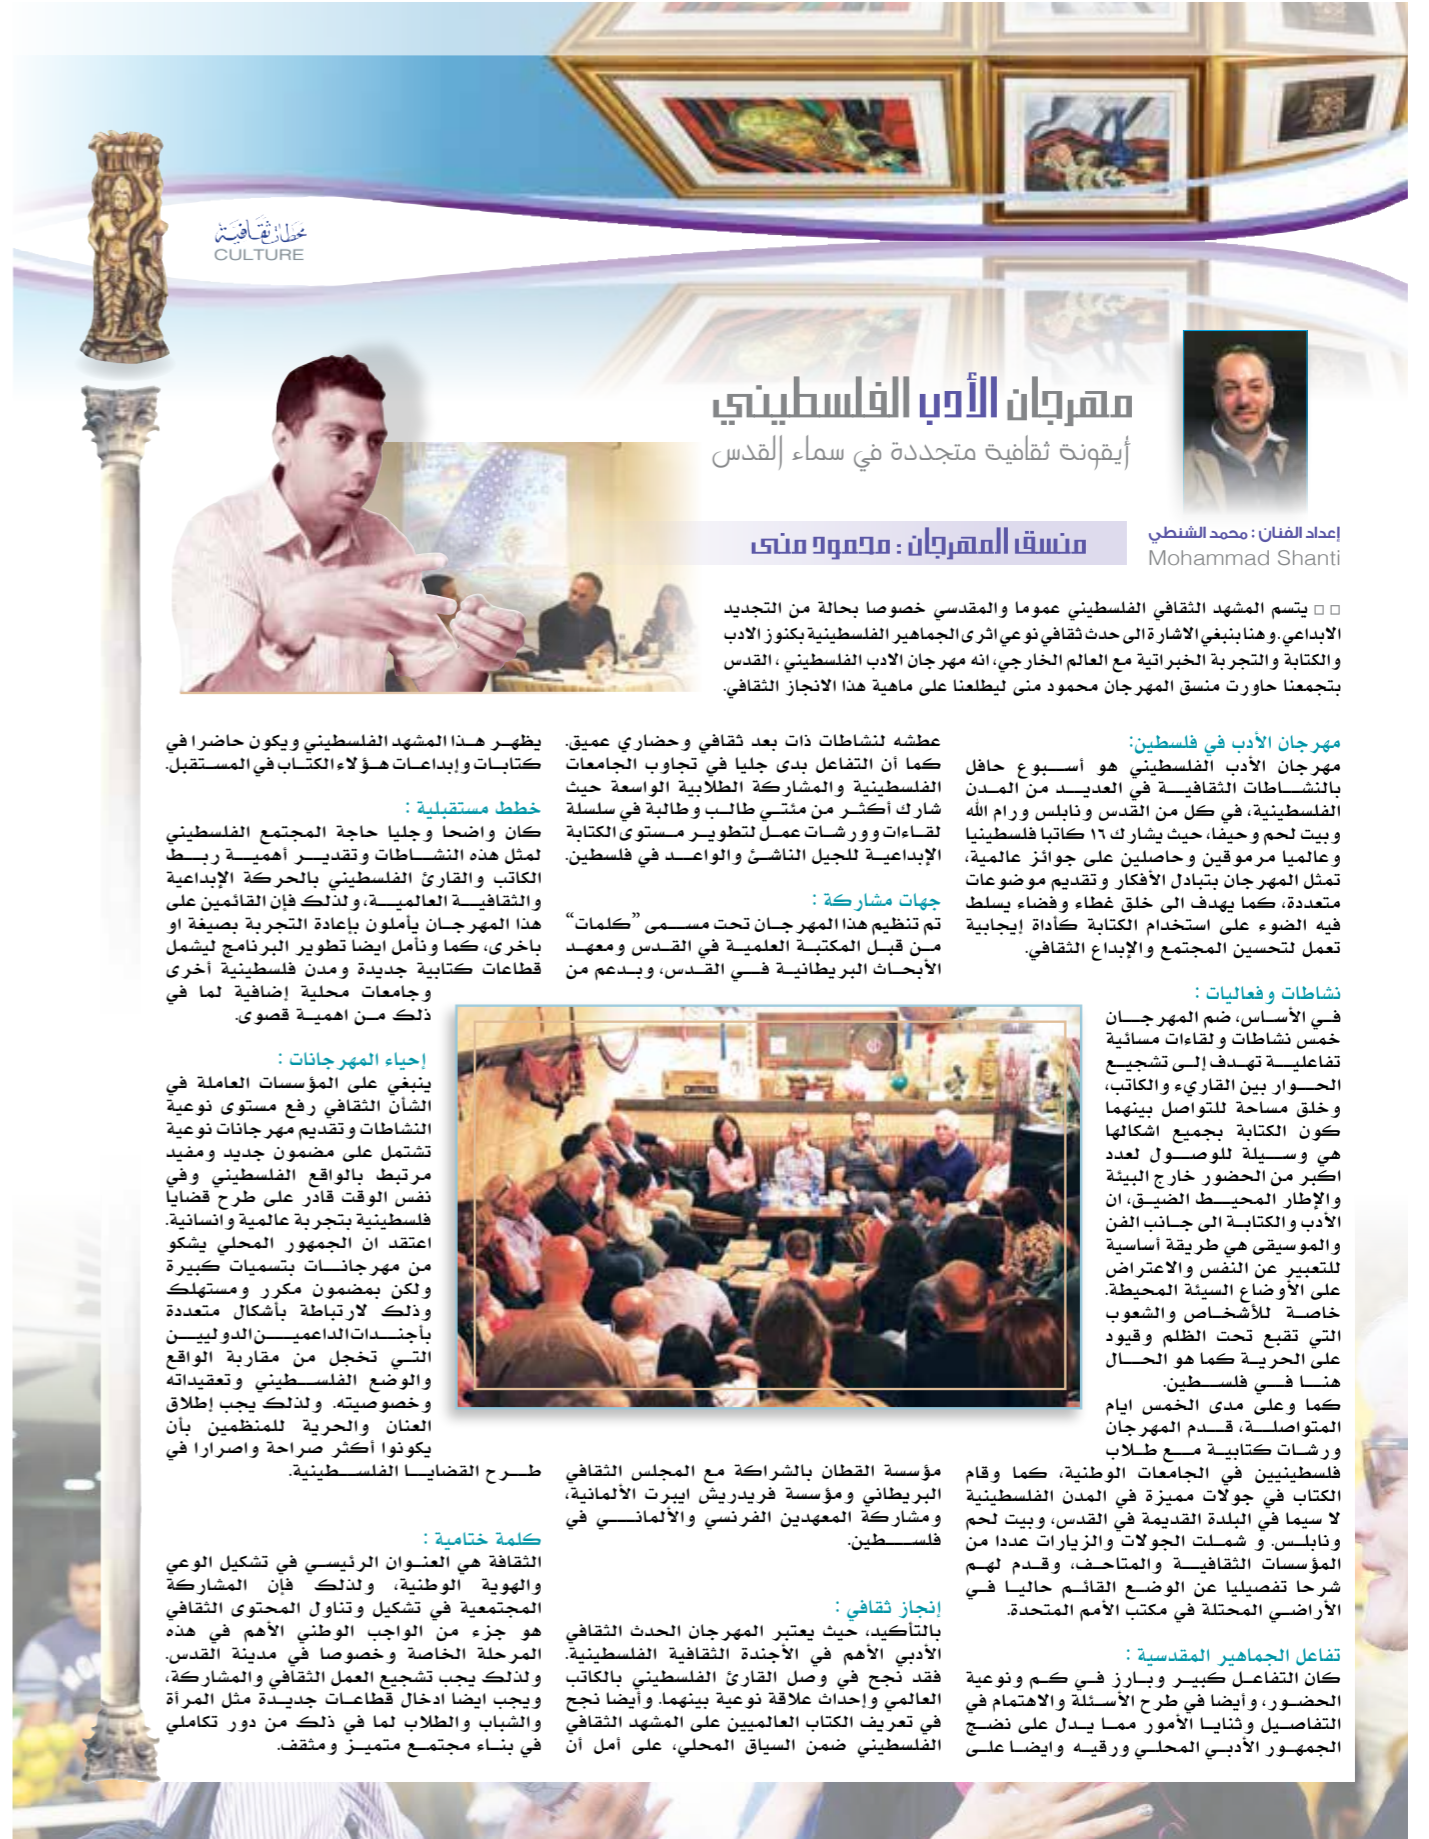 محطات ثقافية
CULTURE
مهرجان الأدب الفلسطيني
أيقونة ثقافية متجددة في سماء القدس
منسق المهرجان : محمود منى
إعداد الفنان : محمد الشنطي
Mohammad Shanti
يتسم المشهد الثقافي الفلسطيني عموما والمقدسي خصوصا بحالة من التجديد
الابداعي.وهنابنبغي الاشارة الى حدث ثقافي نوعي اثرى الجماهير الفلسطينية بكنوز الادب
والكتابة والتجربة الخبراتية مع العالم الخارجي، انه مهرجان الادب الفلسطيني ، القدس
بتجمعنا حاورت منسق المهرجان محمود منى ليطلعنا على ماهية هذا الانجاز الثقافي.
مهرجان الأدب في فلسطين:
مهرجان الأدب الفلسطيني هو أسبوع حافل
بالنشاطات الثقافية في العديد من المدن
الفلسطينية، في كل من القدس ونابلس ورام الله
وبيت لحم وحيفا، حيث يشارك ١٦ كاتبا فلسطينيا
وعالميا مرموقين وحاصلين على جوائز عالمية،
تمثل المهرجان بتبادل الأفكار وتقديم موضوعات
متعددة، كما يهدف الى خلق غطاء وفضاء يسلط
فيه الضوء على استخدام الكتابة كأداة إيجابية
تعمل لتحسين المجتمع والإبداع الثقافي.
نشاطات وفعاليات :
في الأساس، ضم المهرجان
خمس نشاطات ولقاءات مسائية
تفاعلية تهدف إلى تشجيع
الحوار بين القاريء والكاتب،
وخلق مساحة للتواصل بينهما
كون الكتابة بجميع اشكالها
هي وسيلة للوصول لعدد
اكبر من الحضور خارج البيئة
والإطار المحيط الضيق، ان
الأدب والكتابة الى جانب الفن
والموسيقى هي طريقة أساسية
للتعبير عن النفس والاعتراض
على الأوضاع السيئة المحيطة.
خاصة للأشخاص والشعوب
التي تقبع تحت الظلم وقيود
على الحرية كما هو الحال
هنا في فلسطين.
كما وعلى مدى الخمس ايام
المتواصلة، قدم المهرجان
ورشات كتابية مع طلاب
فلسطينيين في الجامعات الوطنية، كما وقام
الكتاب في جولات مميزة في المدن الفلسطينية
لا سيما في البلدة القديمة في القدس، وبيت لحم
ونابلس. و شملت الجولات والزيارات عددا من
المؤسسات الثقافية والمتاحف، وقدم لهم
شرحا تفصيليا عن الوضع القائم حاليا في
الأراضي المحتلة في مكتب الأمم المتحدة.
تفاعل الجماهير المقدسية :
كان التفاعل كبير وبارز في كم ونوعية
الحضور، وأيضا في طرح الأسئلة والاهتمام في
التفاصيل وثنايا الأمور مما يدل على نضج
الجمهور الأدبي المحلي ورقيه وايضا على
عطشه لنشاطات ذات بعد ثقافي وحضاري عميق.
كما أن التفاعل بدى جليا في تجاوب الجامعات
الفلسطينية والمشاركة الطلابية الواسعة حيث
شارك أكثر من مئتي طالب وطالبة في سلسلة
لقاءات وورشات عمل لتطوير مستوى الكتابة
الإبداعية للجيل الناشئ والواعد في فلسطين.
جهات مشاركة :
تم تنظيم هذا المهرجان تحت مسمى “كلمات“
من قبل المكتبة العلمية في القدس ومعهد
الأبحاث البريطانية في القدس، وبدعم من
مؤسسة القطان بالشراكة مع المجلس الثقافي
البريطاني ومؤسسة فريدريش ايبرت الألمانية،
ومشاركة المعهدين الفرنسي والألماني في
فلسطين.
إنجاز ثقافي :
بالتأكيد، حيث يعتبر المهرجان الحدث الثقافي
الأدبي الأهم في الأجندة الثقافية الفلسطينية.
فقد نجح في وصل القارئ الفلسطيني بالكاتب
العالمي وإحداث علاقة نوعية بينهما. وأيضا نجح
في تعريف الكتاب العالميين على المشهد الثقافي
الفلسطيني ضمن السياق المحلي، على أمل أن
يظهر هذا المشهد الفلسطيني ويكون حاضرا في
كتابات وإبداعات هؤلاء الكتاب في المستقبل.
خطط مستقبلية :
كان واضحا وجليا حاجة المجتمع الفلسطيني
لمثل هذه النشاطات وتقدير أهمية ربط
الكاتب والقارئ الفلسطيني بالحركة الإبداعية
والثقافية العالمية، ولذلك فإن القائمين على
هذا المهرجان يأملون بإعادة التجربة بصيغة او
باخرى، كما ونأمل ايضا تطوير البرنامج ليشمل
قطاعات كتابية جديدة ومدن فلسطينية أخرى
وجامعات محلية إضافية لما في
ذلك من اهمية قصوى.
إحياء المهرجانات :
ينبغي على المؤسسات العاملة في
الشأن الثقافي رفع مستوى نوعية
النشاطات وتقديم مهرجانات نوعية
تشتمل على مضمون جديد ومفيد
مرتبط بالواقع الفلسطيني وفي
نفس الوقت قادر على طرح قضايا
فلسطينية بتجربة عالمية وانسانية.
اعتقد ان الجمهور المحلي يشكو
من مهرجانات بتسميات كبيرة
ولكن بمضمون مكرر ومستهلك
وذلك لارتباطة بأشكال متعددة
بأجندات الداعمين الدوليين
التي تخجل من مقاربة الواقع
والوضع الفلسطيني وتعقيداته
وخصوصيته. ولذلك يجب إطلاق
العنان والحرية للمنظمين بأن
يكونوا أكثر صراحة واصرارا في
طرح القضايا الفلسطينية.
كلمة ختامية :
الثقافة هي العنوان الرئيسي في تشكيل الوعي
والهوية الوطنية، ولذلك فإن المشاركة
المجتمعية في تشكيل وتناول المحتوى الثقافي
هو جزء من الواجب الوطني الأهم في هذه
المرحلة الخاصة وخصوصا في مدينة القدس.
ولذلك يجب تشجيع العمل الثقافي والمشاركة،
ويجب ايضا ادخال قطاعات جديدة مثل المرأة
والشباب والطلاب لما في ذلك من دور تكاملي
في بناء مجتمع متميز ومثقف.